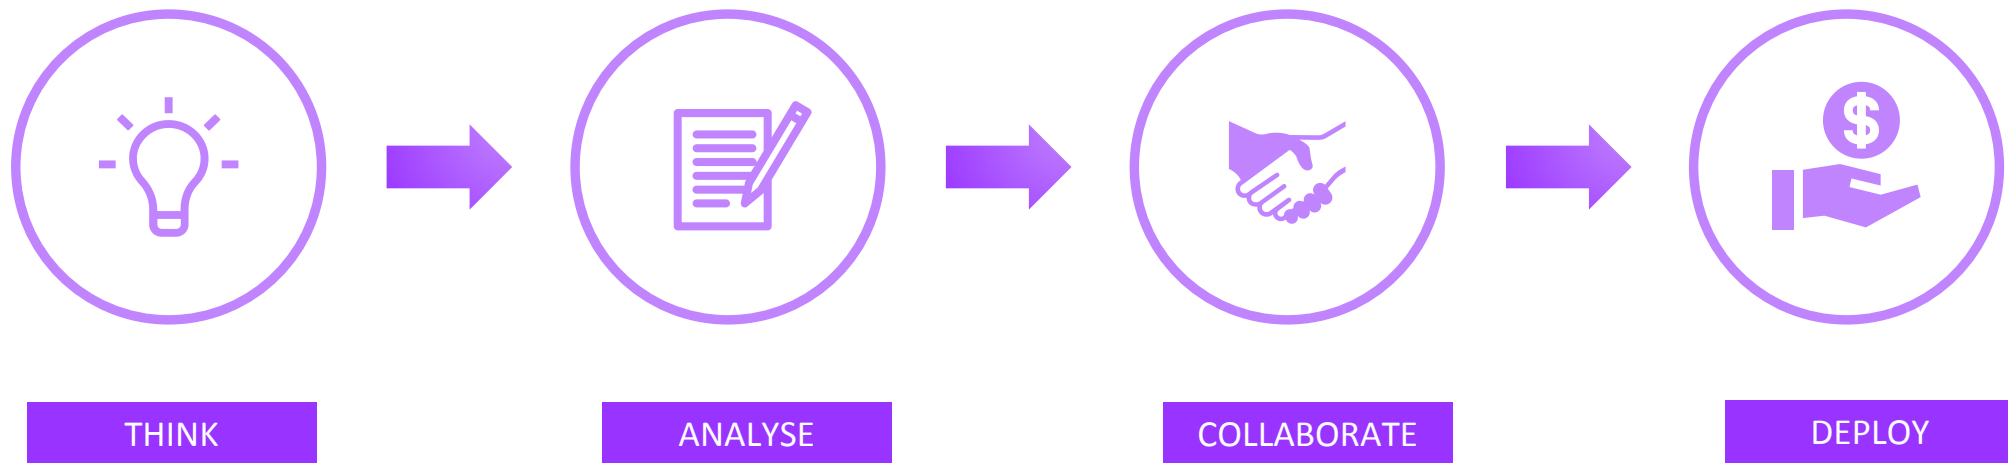 $
THINK
ANALYSE
COLLABORATE
DEPLOY